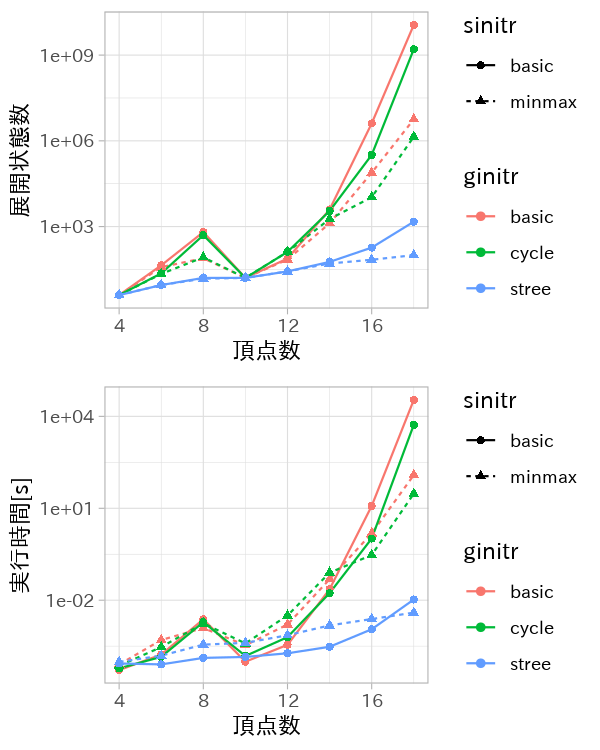 1e+09
1e+06
1e+03
展開状態数
4 8 12 16
頂点数
sinitr
basic
minmax
ginitr
basic
cycle
stree
1e+04
1e+01
1e-02
実行時間[s]
4 8 12 16
頂点数
sinitr
basic
minmax
ginitr
basic
cycle
stree